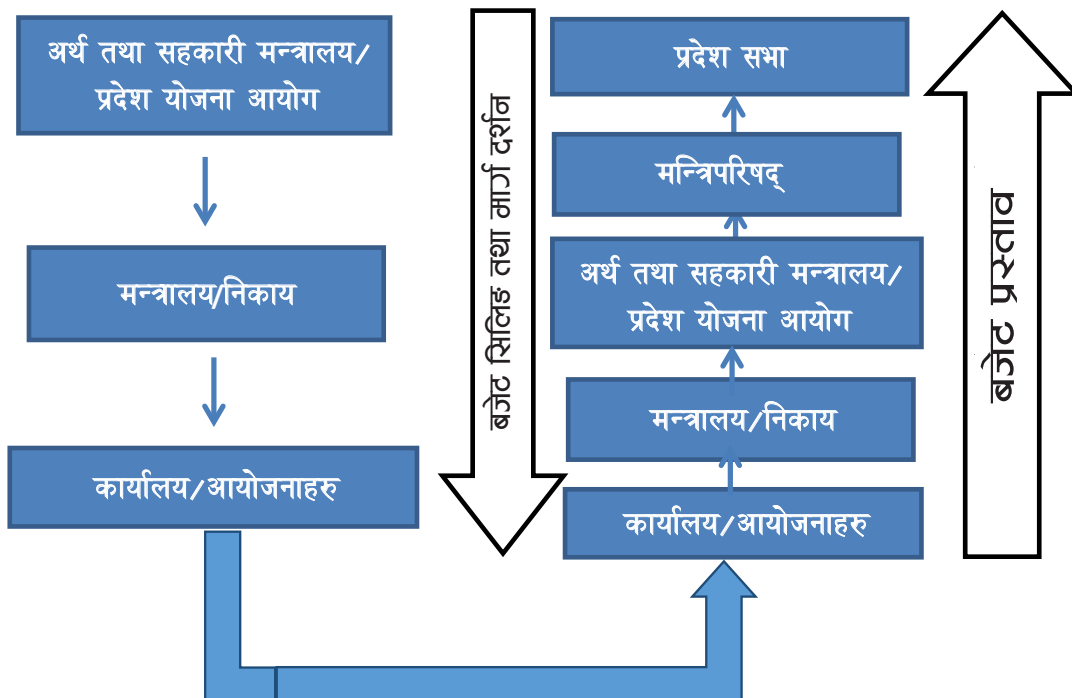 अर्थ तथा सहकारी मन्त्रालय/
प्रदेश योजना आयोग
मन्त्रालय/निकाय
कार्यालय/आयोजनाहरु
बजेट सिलिङ तथा मार्ग दर्शन
प्रदेश सभा
मन्त्रिपरिषद्
अर्थ तथा सहकारी मन्त्रालय/
प्रदेश योजना आयोग
मन्त्रालय/निकाय
कार्यालय/आयोजनाहरु
बजेट प्रस्ताव